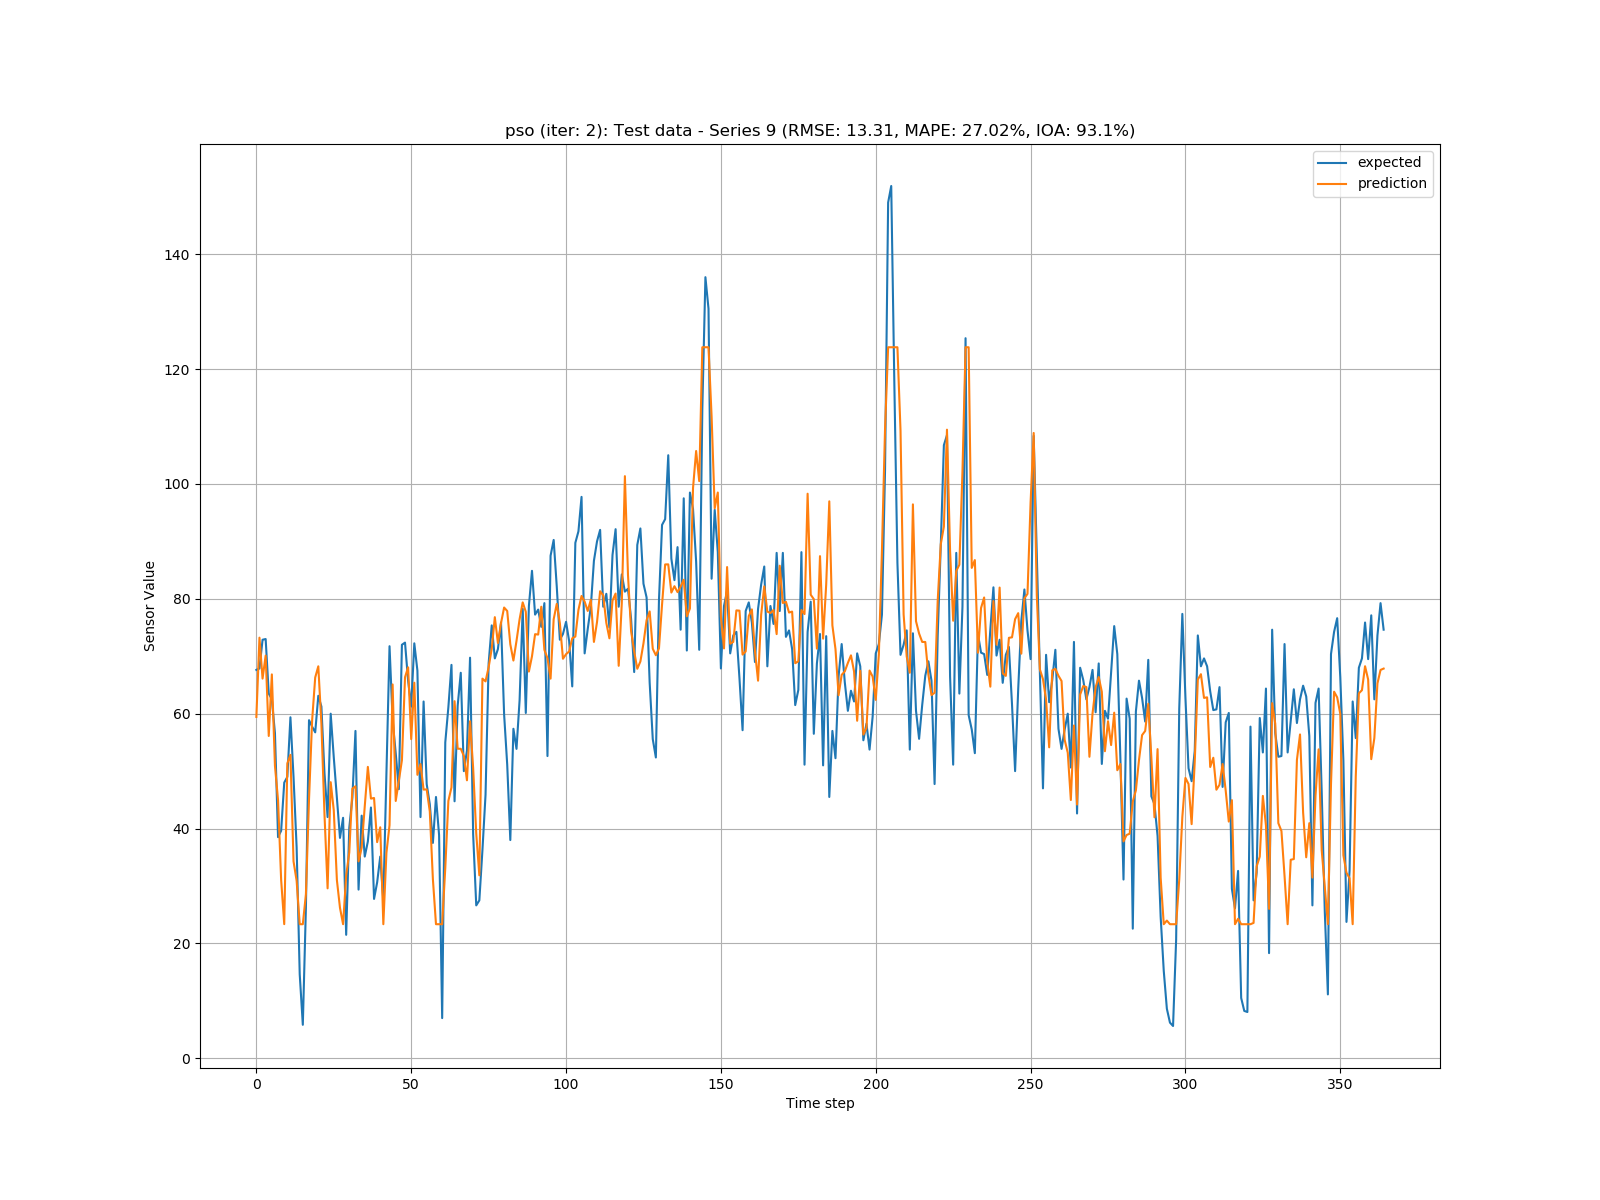 pso (iter: 2): Test data - Series 9 (RMSE: 13.31, MAPE: 27.02%, IOA: 93.1%)
expected
prediction
140
120
100
80
60
40
20
0
Sensor Value
0 50 100 150 200 250 300 350
Time step